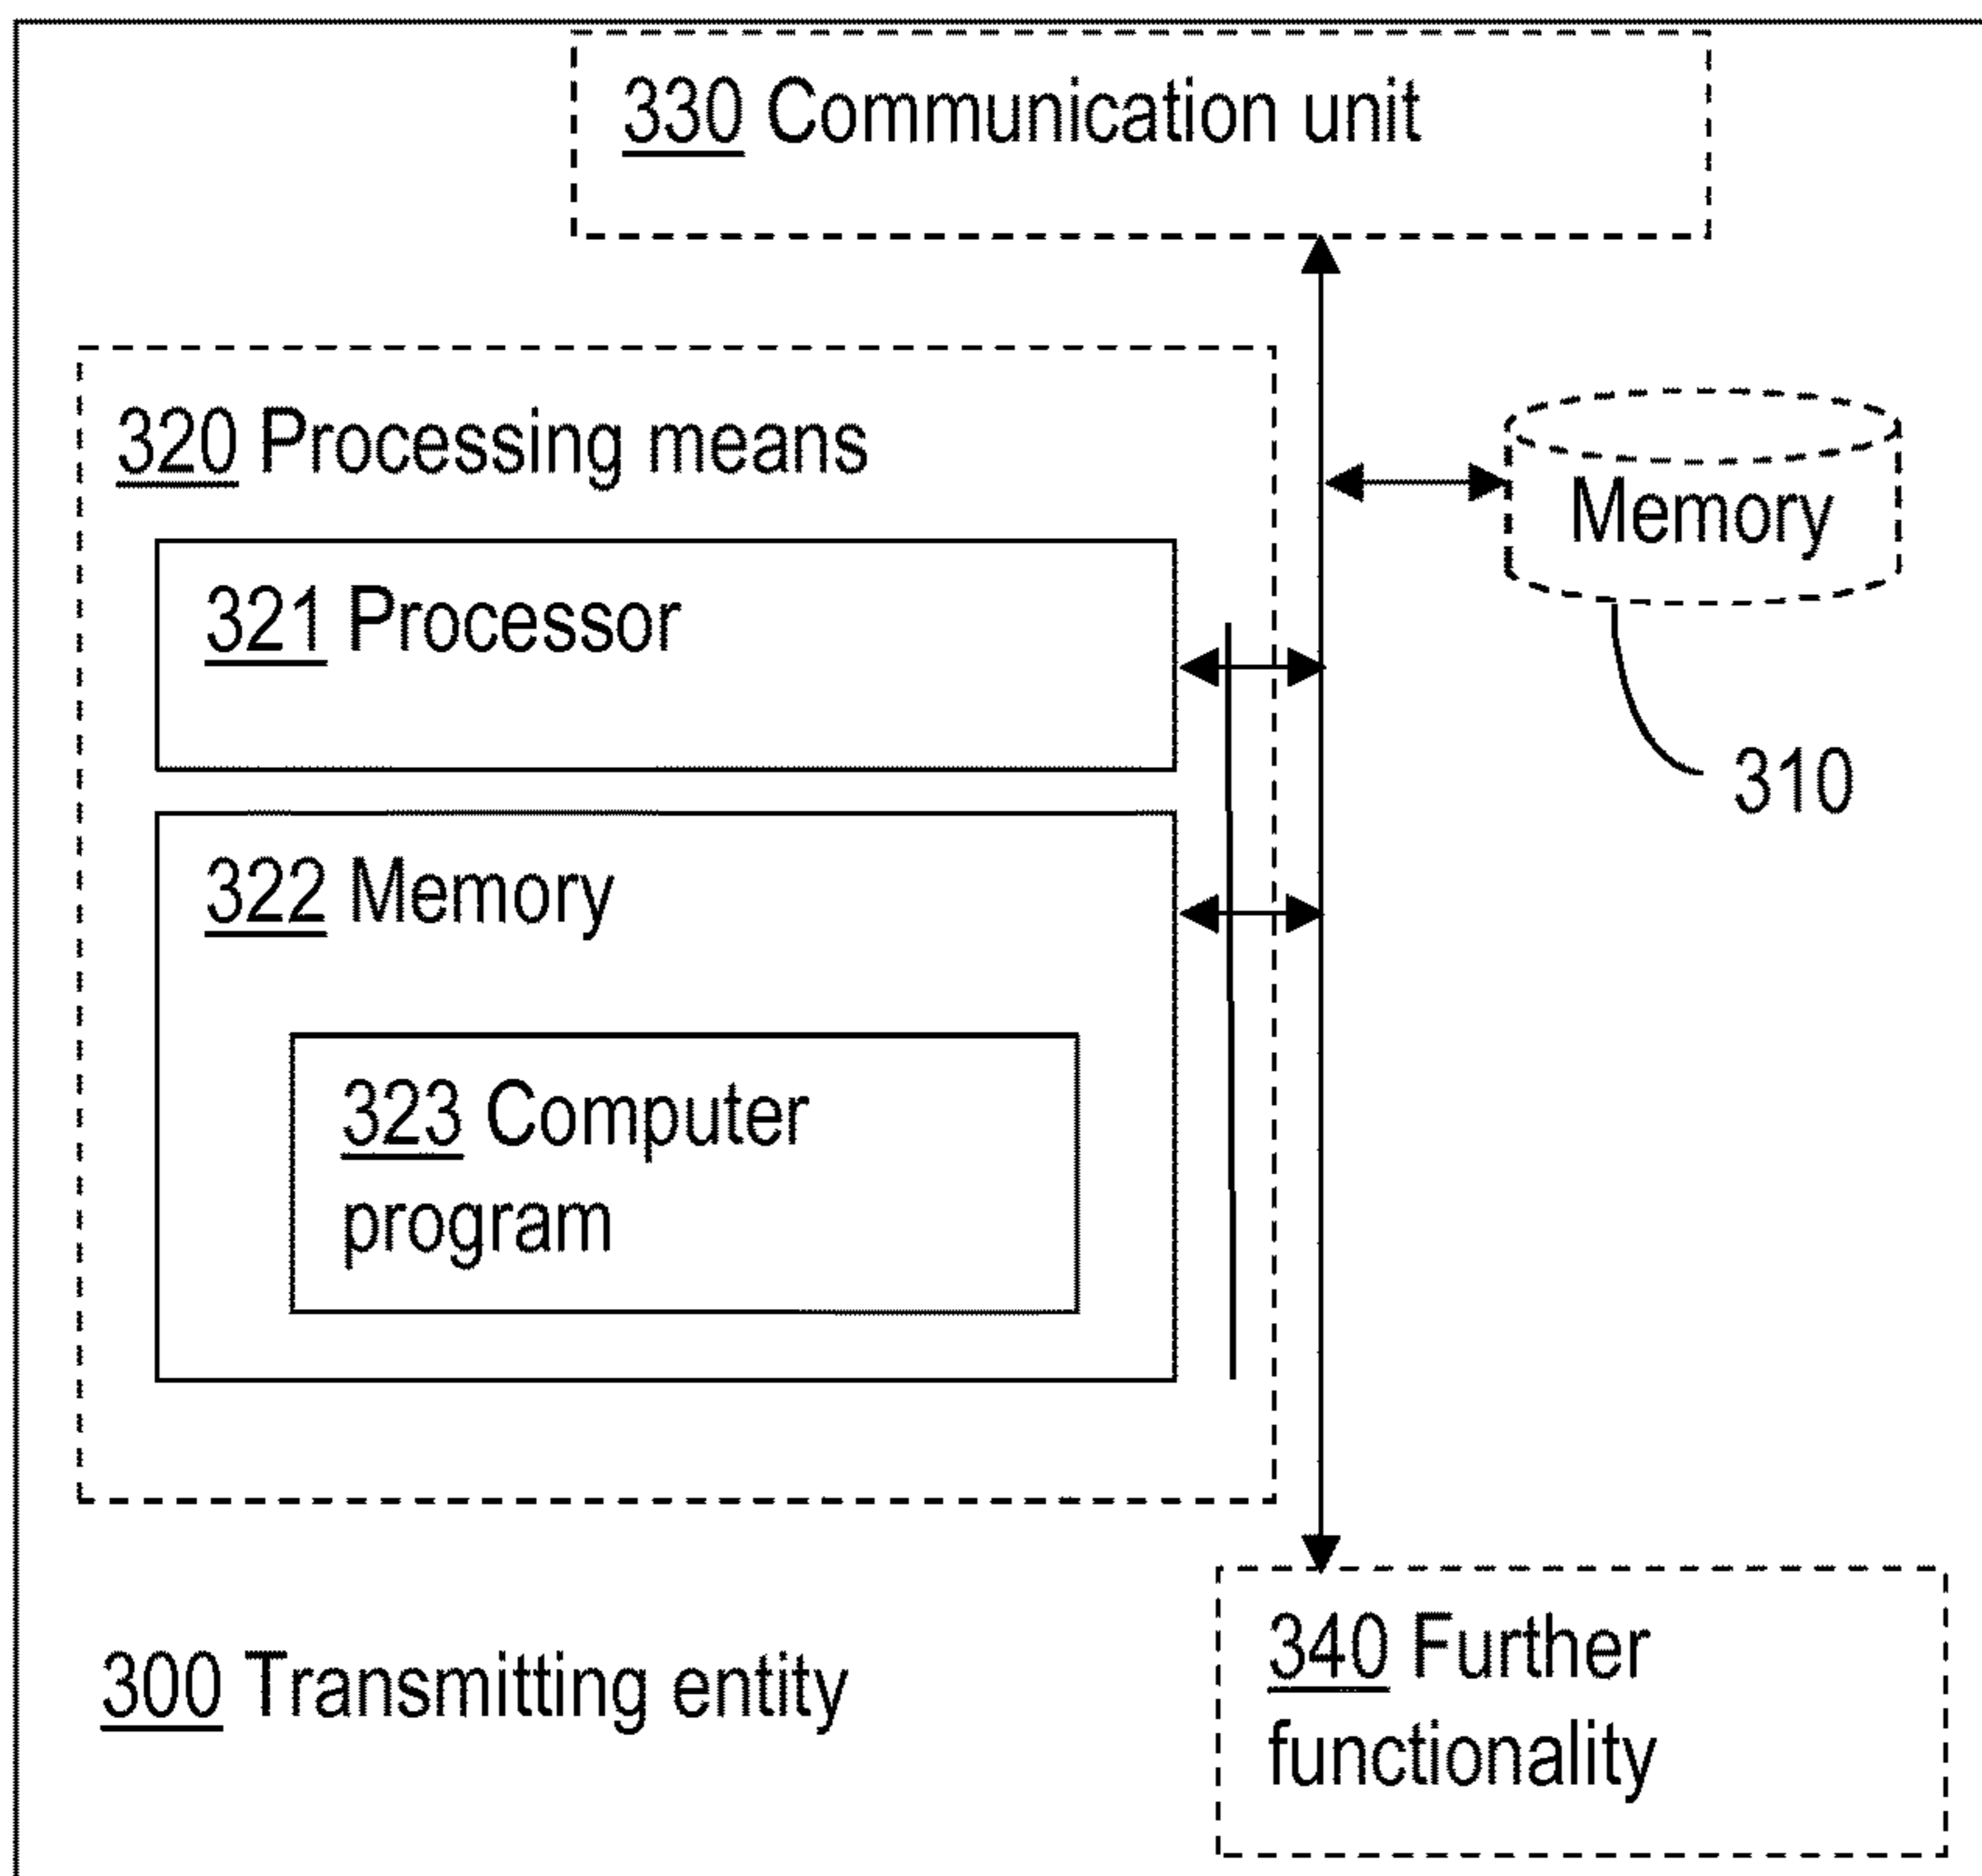 330 Communication unit
320 Processing means
Memory
321 Processor
310
322 Memory
323 Computer
program
300 Transmitting entity
340 Further
functionality